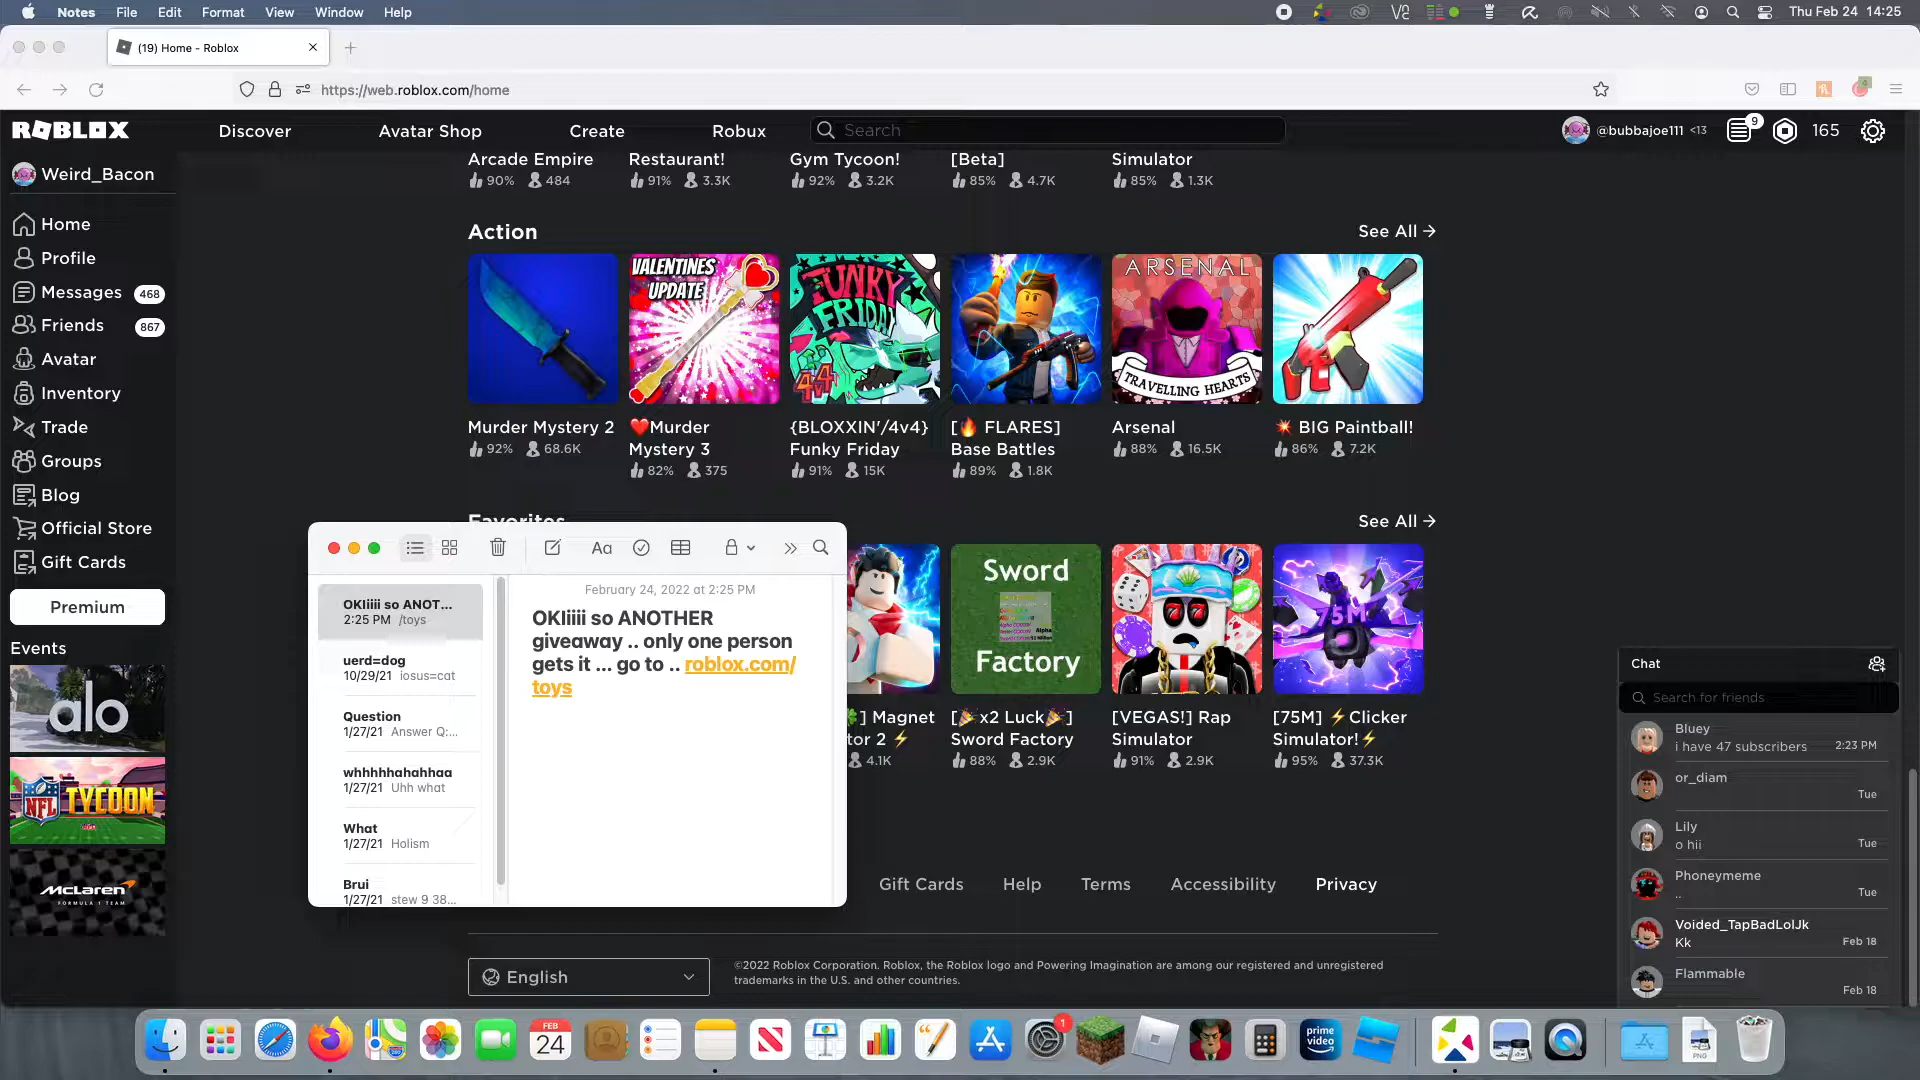 Notes File Edit Format View Window Help
Thu Feb 24 14:25
(19) Home - Roblox
https://web.roblox.com/home
ROBLOX Discover Avatar Shop Create Robux Search @bubbajoe111 <13 9 165
Weird_Bacon
Home
Profile
Messages 468
Friends 867
Avatar
Inventory
Trade
Groups
Blog
Official Store
Gift Cards
Premium
Events
alo
NFL TYCOON
McLaren
FORMULA 1 TEAM
Arcade Empire Restaurant! Gym Tycoon! [Beta] Simulator
90% 484 91% 3.3K 92% 3.2K 85% 4.7K 85% 1.3K
Action See All →
VALENTINES UPDATE
FUNKY FRIDAY
4v4
ARSENAL
TRAVELLING HEARTS
Murder Mystery 2
92% 68.6K
❤️Murder
Mystery 3
82% 375
{BLOXXIN'/4v4}
Funky Friday
91% 15K
[🔥 FLARES]
Base Battles
89% 1.8K
Arsenal
88% 16.5K
💥 BIG Paintball!
86% 7.2K
Favorites See All →
Sword
Factory
75M
] Magnet
tor 2 ⚡
4.1K
[🎉x2 Luck🎉]
Sword Factory
88% 2.9K
[VEGAS!] Rap
Simulator
91% 2.9K
[75M] ⚡Clicker
Simulator!⚡
95% 37.3K
Aa
OKIiiii so ANOT...
2:25 PM /toys
uerd=dog
10/29/21 iosus=cat
Question
1/27/21 Answer Q:...
whhhhhahahhaa
1/27/21 Uhh what
What
1/27/21 Holism
Brui
1/27/21 stew 9 38...
February 24, 2022 at 2:25 PM
OKIiiii so ANOTHER
giveaway .. only one person
gets it ... go to .. roblox.com/
toys
Gift Cards Help Terms Accessibility Privacy
English
©2022 Roblox Corporation. Roblox, the Roblox logo and Powering Imagination are among our registered and unregistered
trademarks in the U.S. and other countries.
Chat
Search for friends
Bluey
i have 47 subscribers 2:23 PM
or_diam
Tue
Lily
o hii Tue
Phoneymeme
.. Tue
Voided_TapBadLolJk
Kk Feb 18
Flammable
Feb 18
FEB
24
1
prime
video
PNG